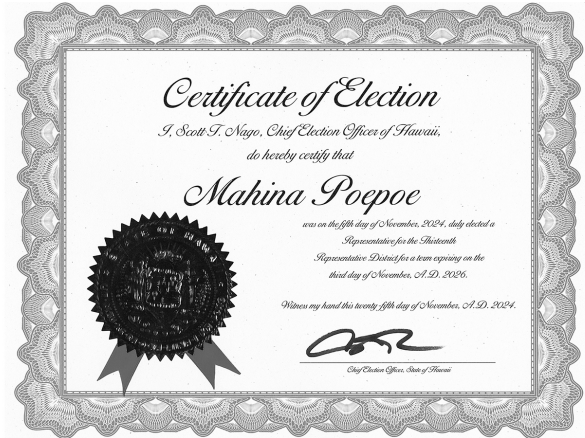 Certificate of Election
I, Scott T. Nago, Chief Election Officer of Hawaii,
do hereby certify that
Mahina Poepoe
was on the fifth day of November, 2024, duly elected a
Representative for the Thirteenth
Representative District for a term expiring on the
third day of November, A.D. 2026.
Witness my hand this twenty-fifth day of November, A.D. 2024.
Chief Election Officer, State of Hawaii